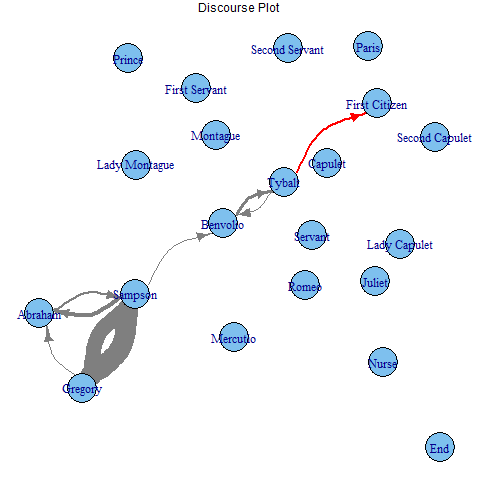 Discourse Plot
Second Servant
Paris
Prince
First Servant
First Citizen
Montague
Second Capulet
Lady Montague
Capulet
Tybalt
Benvolio
Servant
Lady Capulet
Romeo
Juliet
Sampson
Abraham
Mercutio
Nurse
Gregory
End